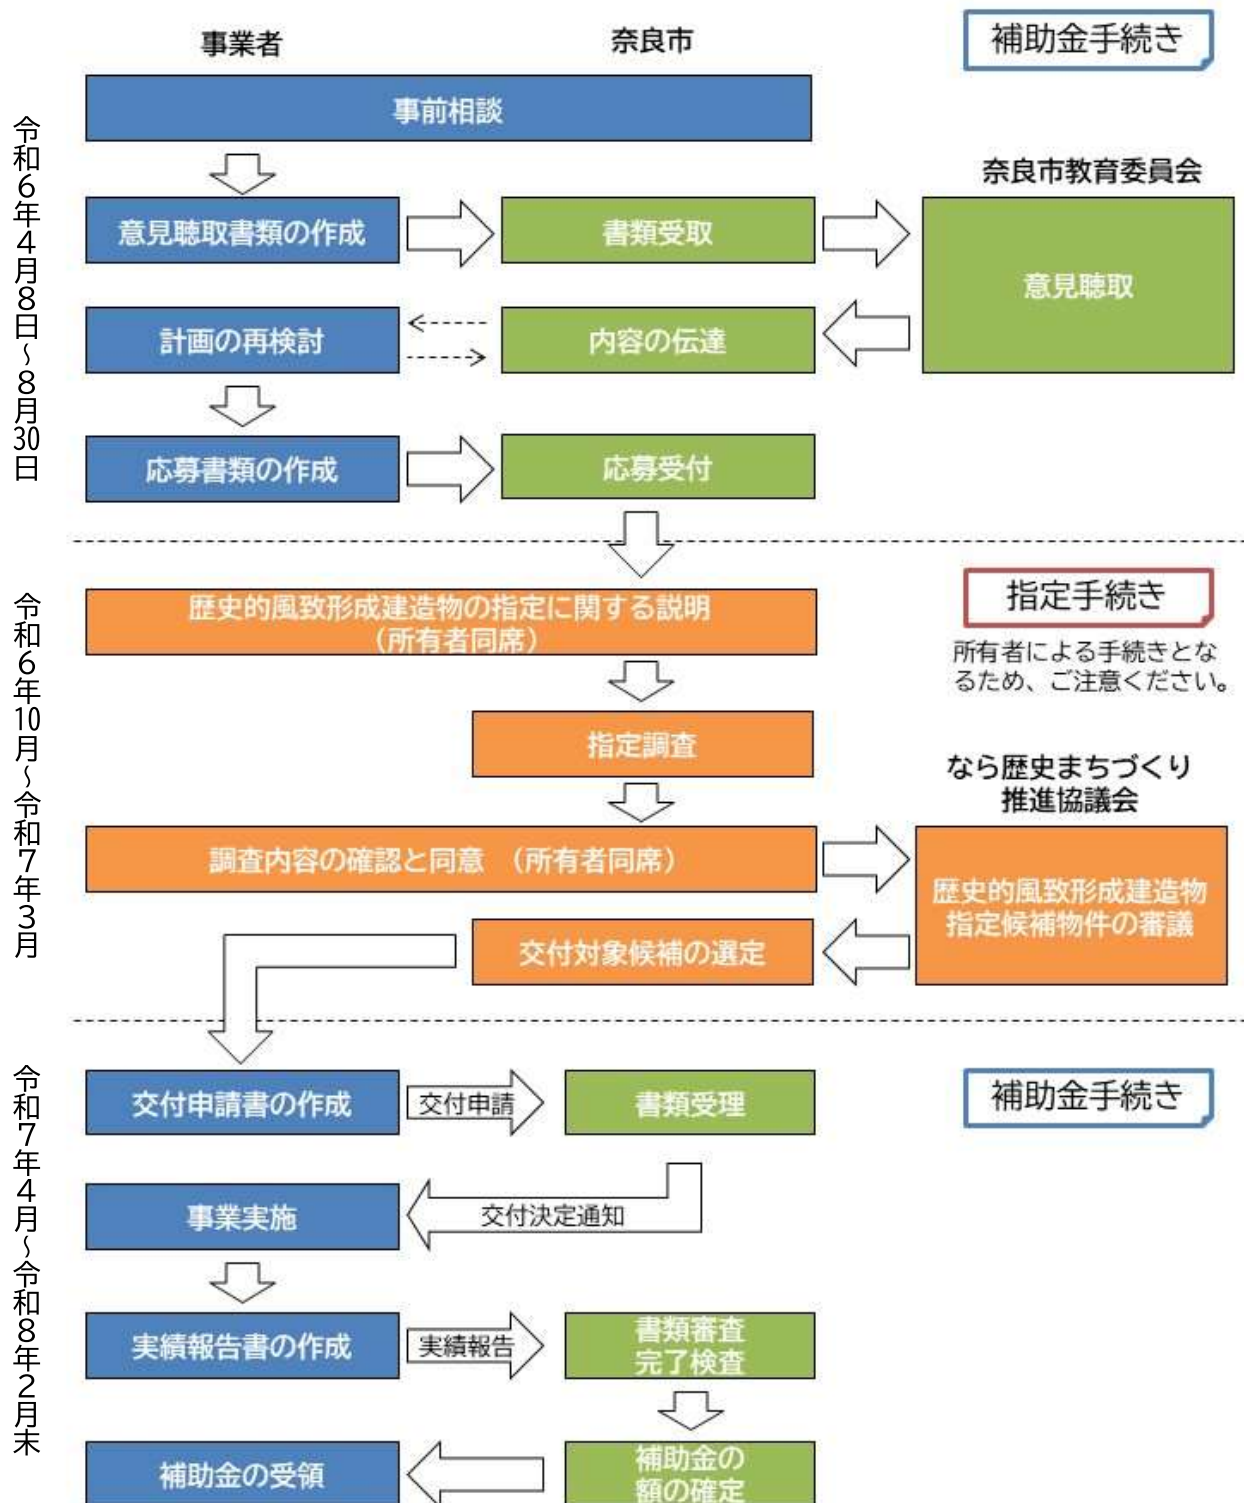 事業者
奈良市
補助金手続き
事前相談
令和6年4月8日~8月30日
奈良市教育委員会
意見聴取書類の作成
書類受取
意見聴取
計画の再検討
内容の伝達
応募書類の作成
応募受付
令和6年10月~令和7年3月
歴史的風致形成建造物の指定に関する説明
(所有者同席)
指定手続き
所有者による手続きとな
るため、ご注意ください。
指定調査
なら歴史まちづくり
推進協議会
調査内容の確認と同意 (所有者同席)
歴史的風致形成建造物
指定候補物件の審議
交付対象候補の選定
令和7年4月~令和8年2月末
交付申請書の作成
交付申請
書類受理
補助金手続き
事業実施
交付決定通知
実績報告書の作成
実績報告
書類審査
完了検査
補助金の受領
補助金の
額の確定